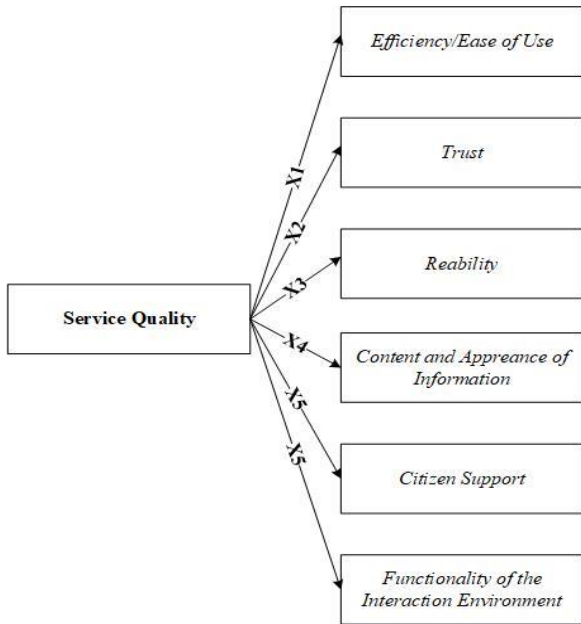 Efficiency/Ease of Use
X1
Trust
X2
Reability
X3
Service Quality
X4
Content and Appreance of
Information
X5
Citizen Support
X5
Functionality of the
Interaction Environment